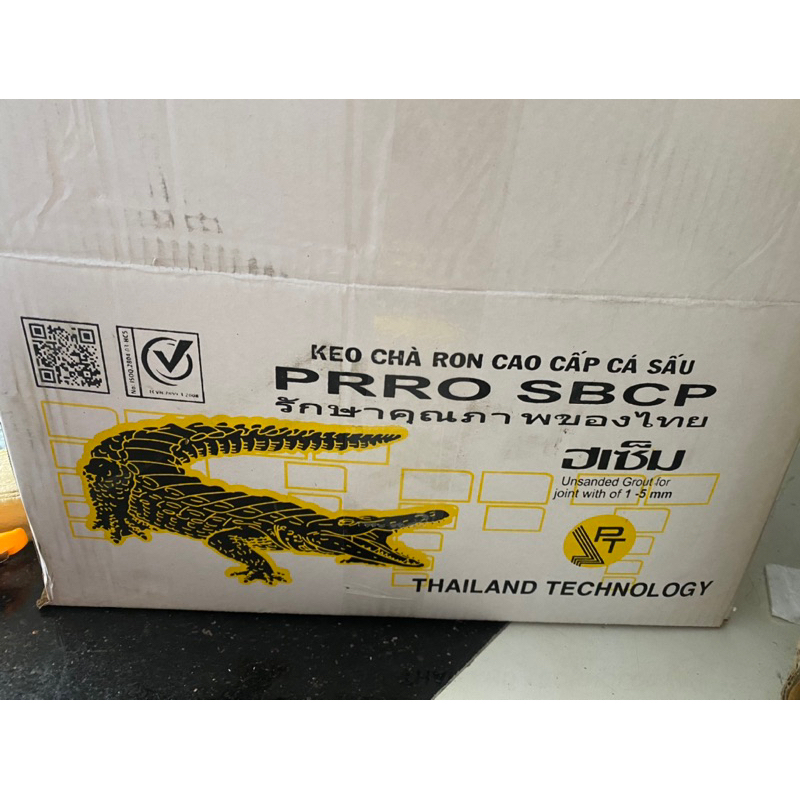 KEO CHÀ RON CAO CẤP CÁ SẤU
PRRO SBCP
รักษาคุณภาพของไทย
ฮเซ็ม
Unsanded Grout for
joint with of 1 -5 mm
SPT
THAILAND TECHNOLOGY